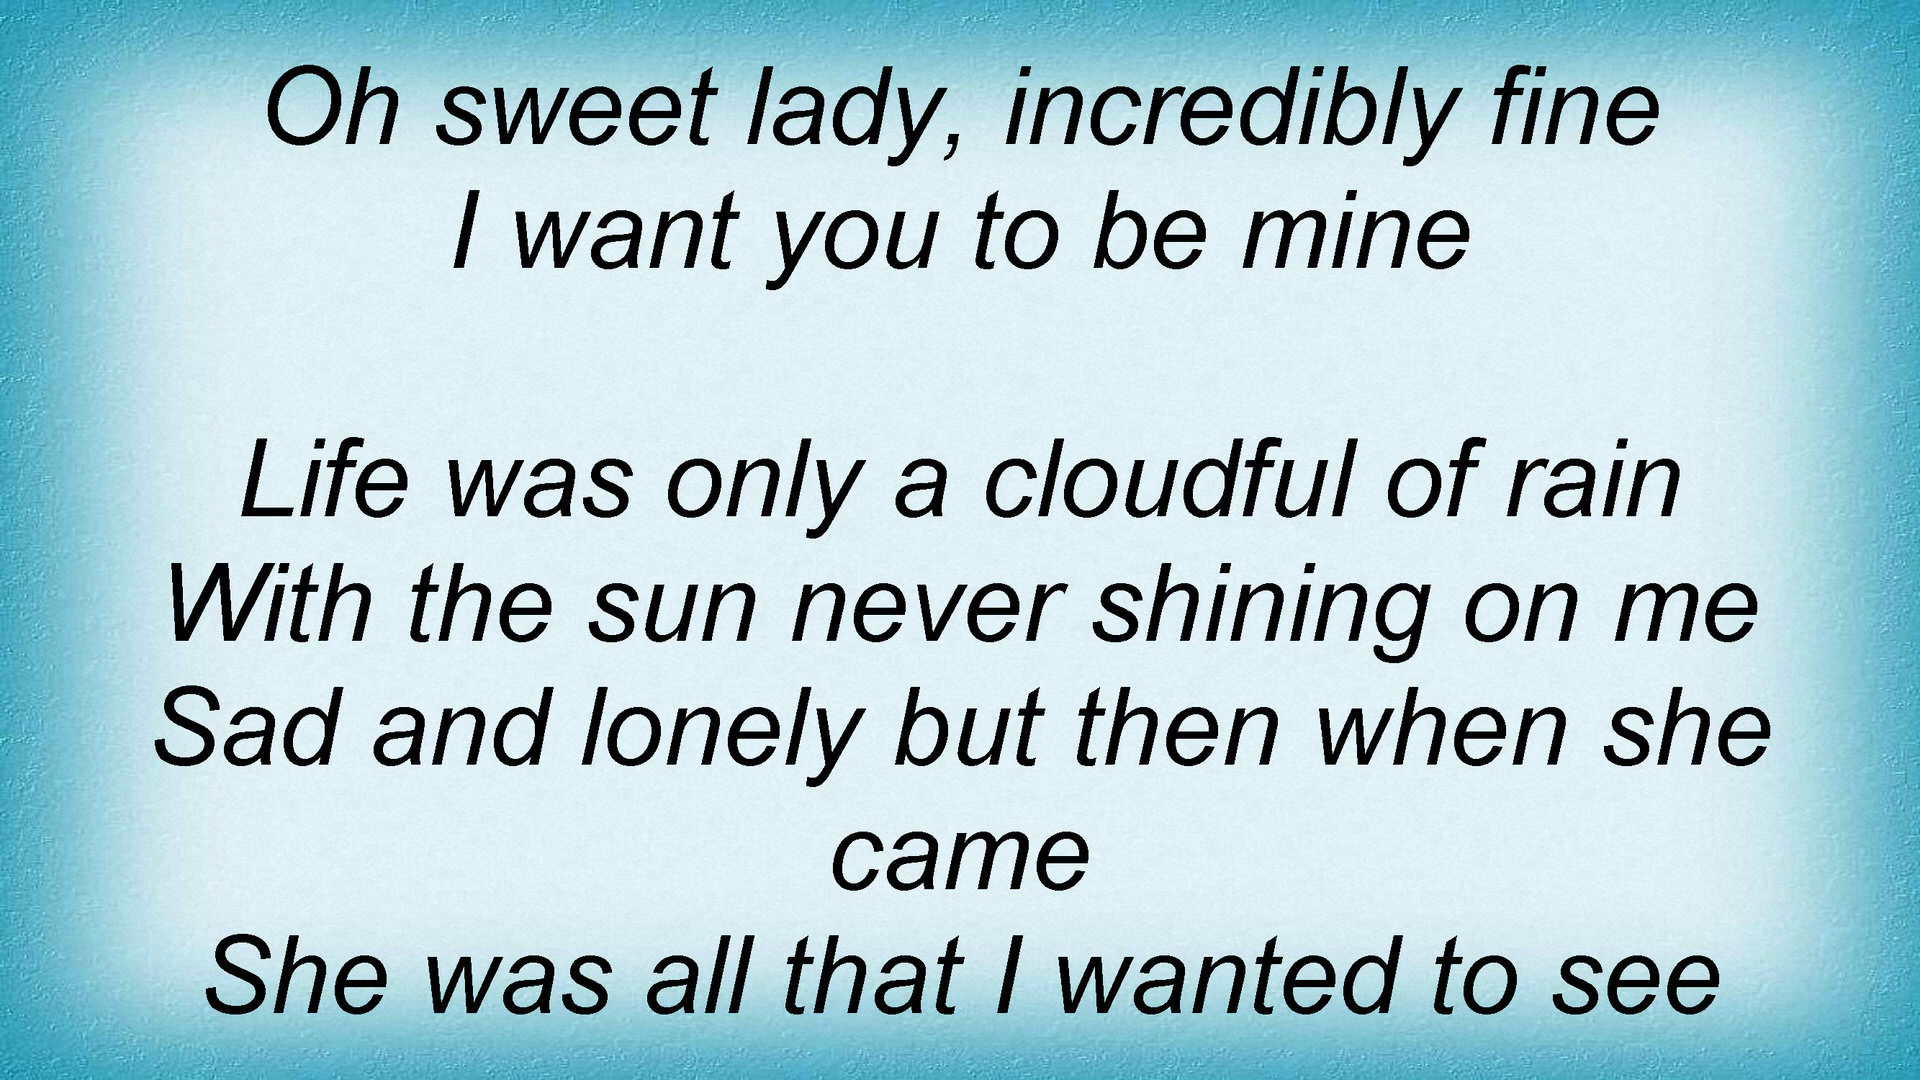 Oh sweet lady, incredibly fine
I want you to be mine
Life was only a cloudful of rain
With the sun never shining on me
Sad and lonely but then when she
came
She was all that I wanted to see